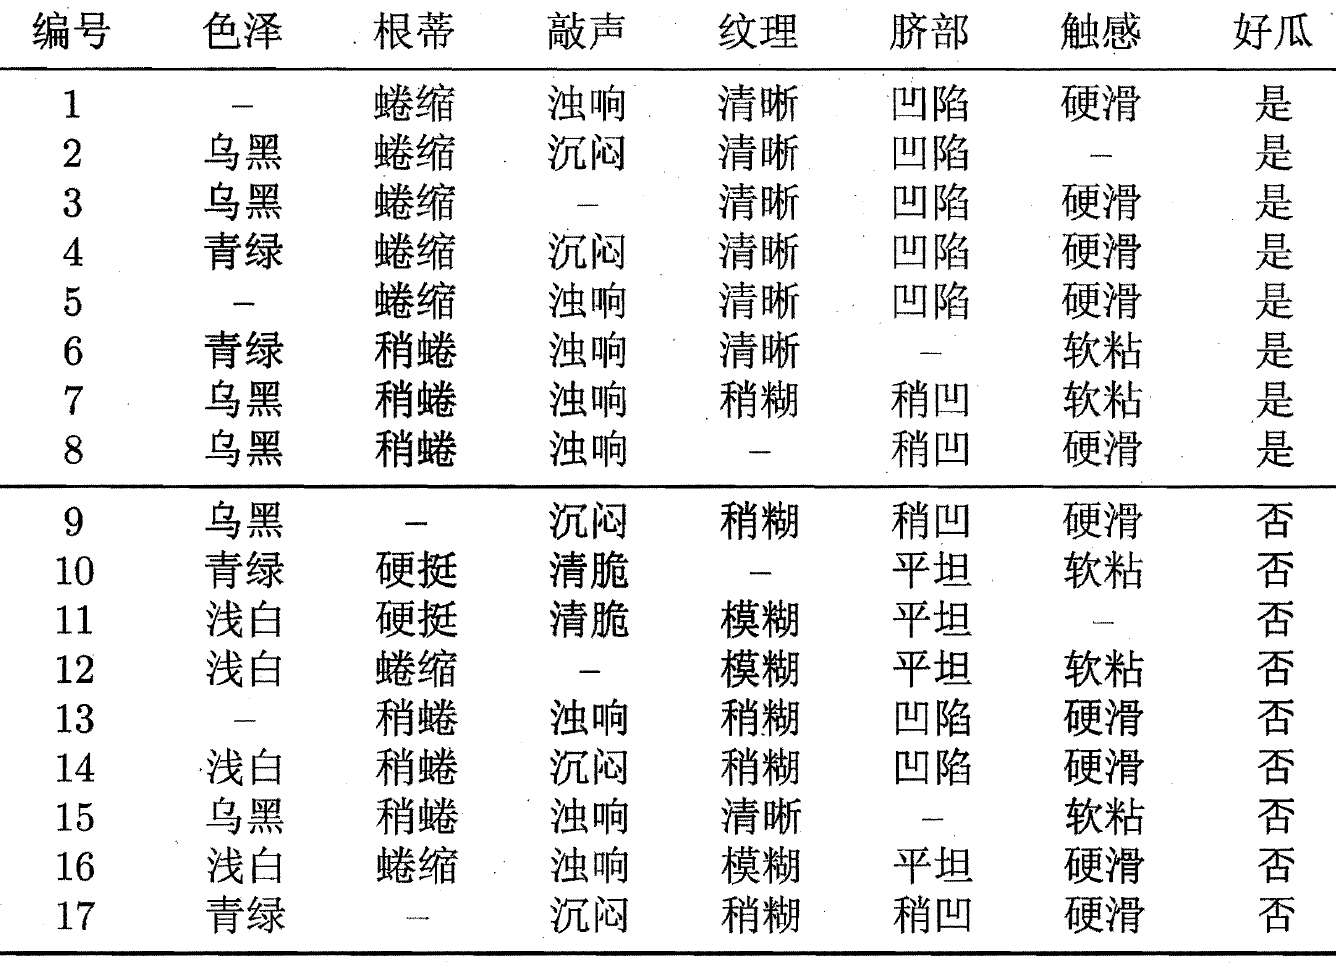 编号 色泽 根蒂 敲声 纹理 脐部 触感 好瓜
1 – 蜷缩 浊响 清晰 凹陷 硬滑 是
2 乌黑 蜷缩 沉闷 清晰 凹陷 – 是
3 乌黑 蜷缩 – 清晰 凹陷 硬滑 是
4 青绿 蜷缩 沉闷 清晰 凹陷 硬滑 是
5 – 蜷缩 浊响 清晰 凹陷 硬滑 是
6 青绿 稍蜷 浊响 清晰 – 软粘 是
7 乌黑 稍蜷 浊响 稍糊 稍凹 软粘 是
8 乌黑 稍蜷 浊响 – 稍凹 硬滑 是
9 乌黑 – 沉闷 稍糊 稍凹 硬滑 否
10 青绿 硬挺 清脆 – 平坦 软粘 否
11 浅白 硬挺 清脆 模糊 平坦 – 否
12 浅白 蜷缩 – 模糊 平坦 软粘 否
13 – 稍蜷 浊响 稍糊 凹陷 硬滑 否
14 浅白 稍蜷 沉闷 稍糊 凹陷 硬滑 否
15 乌黑 稍蜷 浊响 清晰 – 软粘 否
16 浅白 蜷缩 浊响 模糊 平坦 硬滑 否
17 青绿 – 沉闷 稍糊 稍凹 硬滑 否